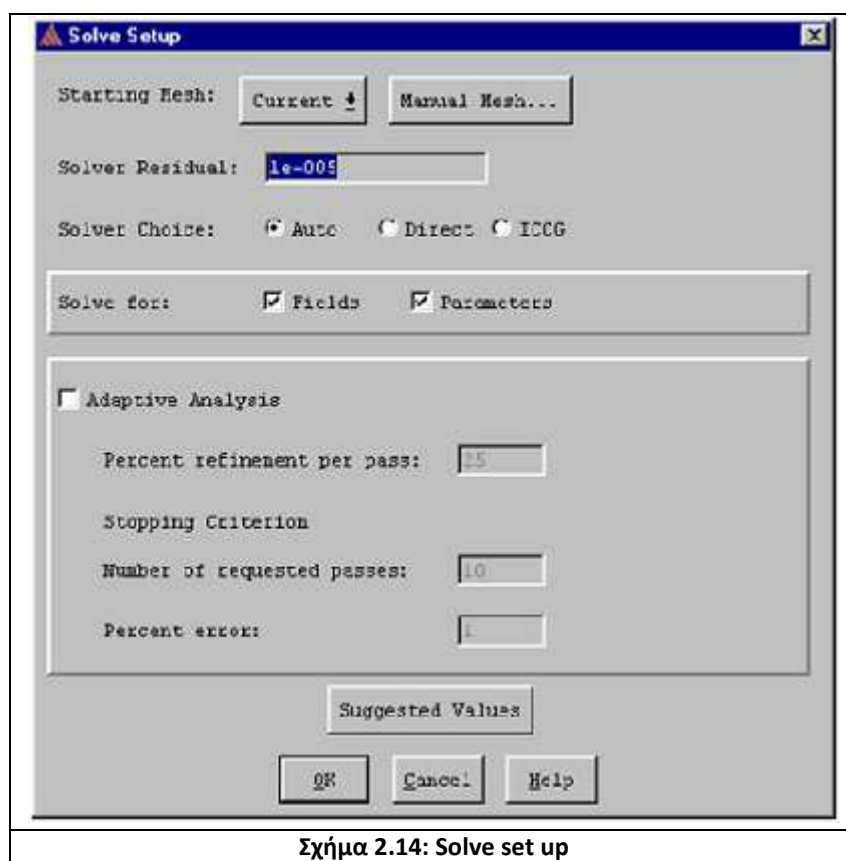 Solve Setup
Starting Mesh: Current Manual Mesh...
Solver Residual: 1e-005
Solver Choice: Auto Direct ICCG
Solve for: Fields Parameters
Adaptive Analysis
Percent refinement per pass: 25
Stopping Criterion
Number of requested passes: 10
Percent error: 1
Suggested Values
OK Cancel Help
Σχήμα 2.14: Solve set up